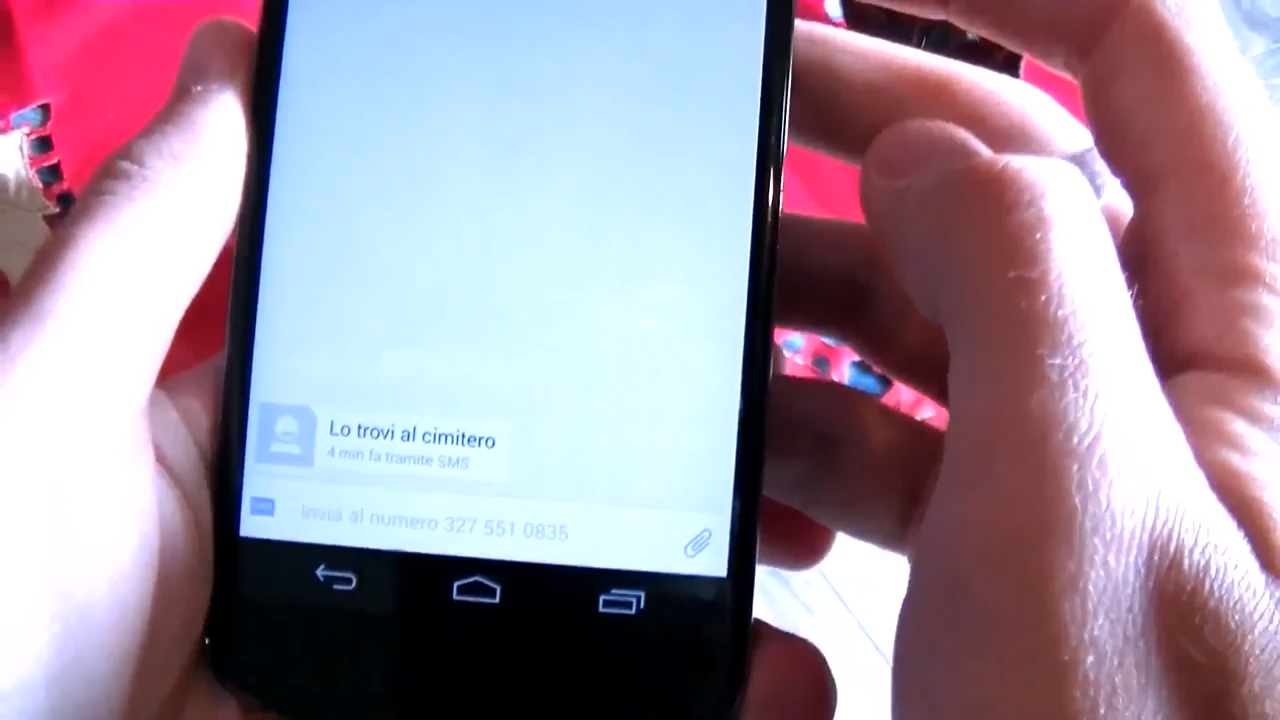 Lo trovi al cimitero
4 min fa tramite SMS
Invia al numero 327 551 0835